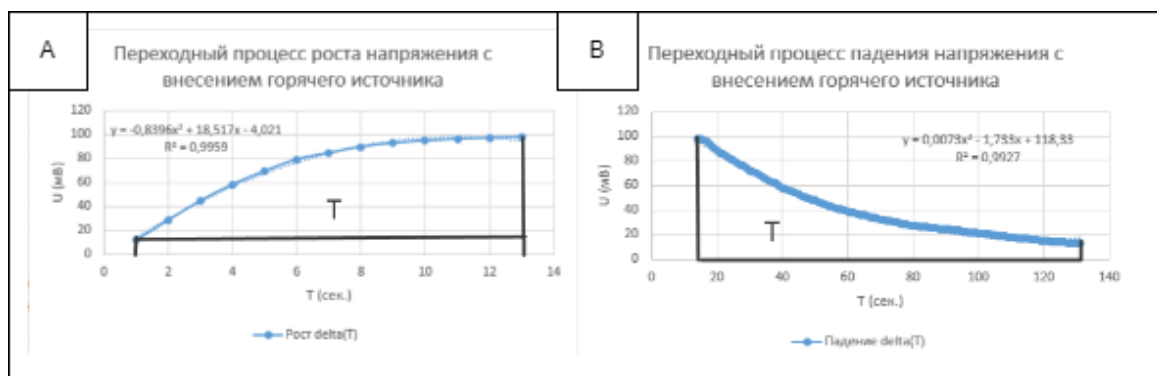 A
Переходный процесс роста напряжения с
внесением горячего источника
120
100
80
60
40
20
0
y = -0,8396x² + 18,517x - 4,021
R² = 0,9959
U (мВ)
T
0 2 4 6 8 10 12 14
T (сек.)
Рост delta(T)
B
Переходный процесс падения напряжения с
внесением горячего источника
120
100
80
60
40
20
0
y = 0,0073x² - 1,733x + 118,33
R² = 0,9927
U (мВ)
T
0 20 40 60 80 100 120 140
T (сек.)
Падение delta(T)